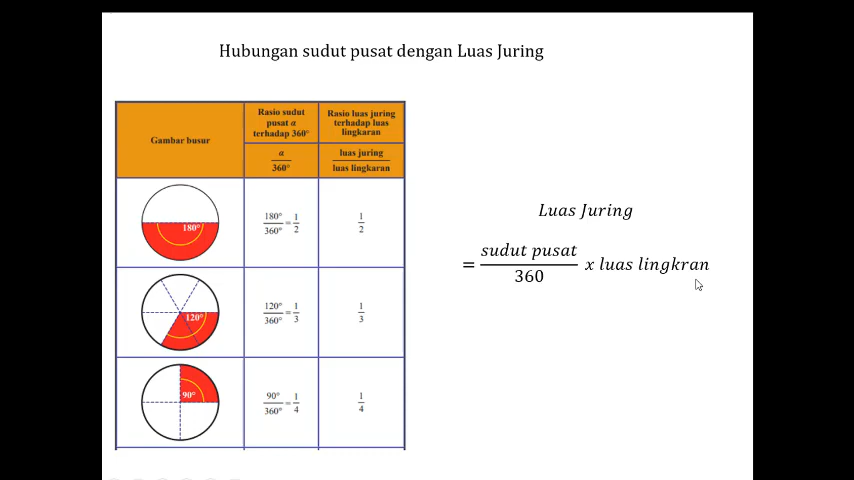 Hubungan sudut pusat dengan Luas Juring
Gambar busur
Rasio sudut
pusat α
terhadap 360°
Rasio luas juring
terhadap luas
lingkaran
α
360°
luas juring
luas lingkaran
180°
180°
360°
=
1
2
1
2
120°
120°
360°
=
1
3
1
3
90°
90°
360°
=
1
4
1
4
Luas Juring
=
sudut pusat
360
x luas lingkran